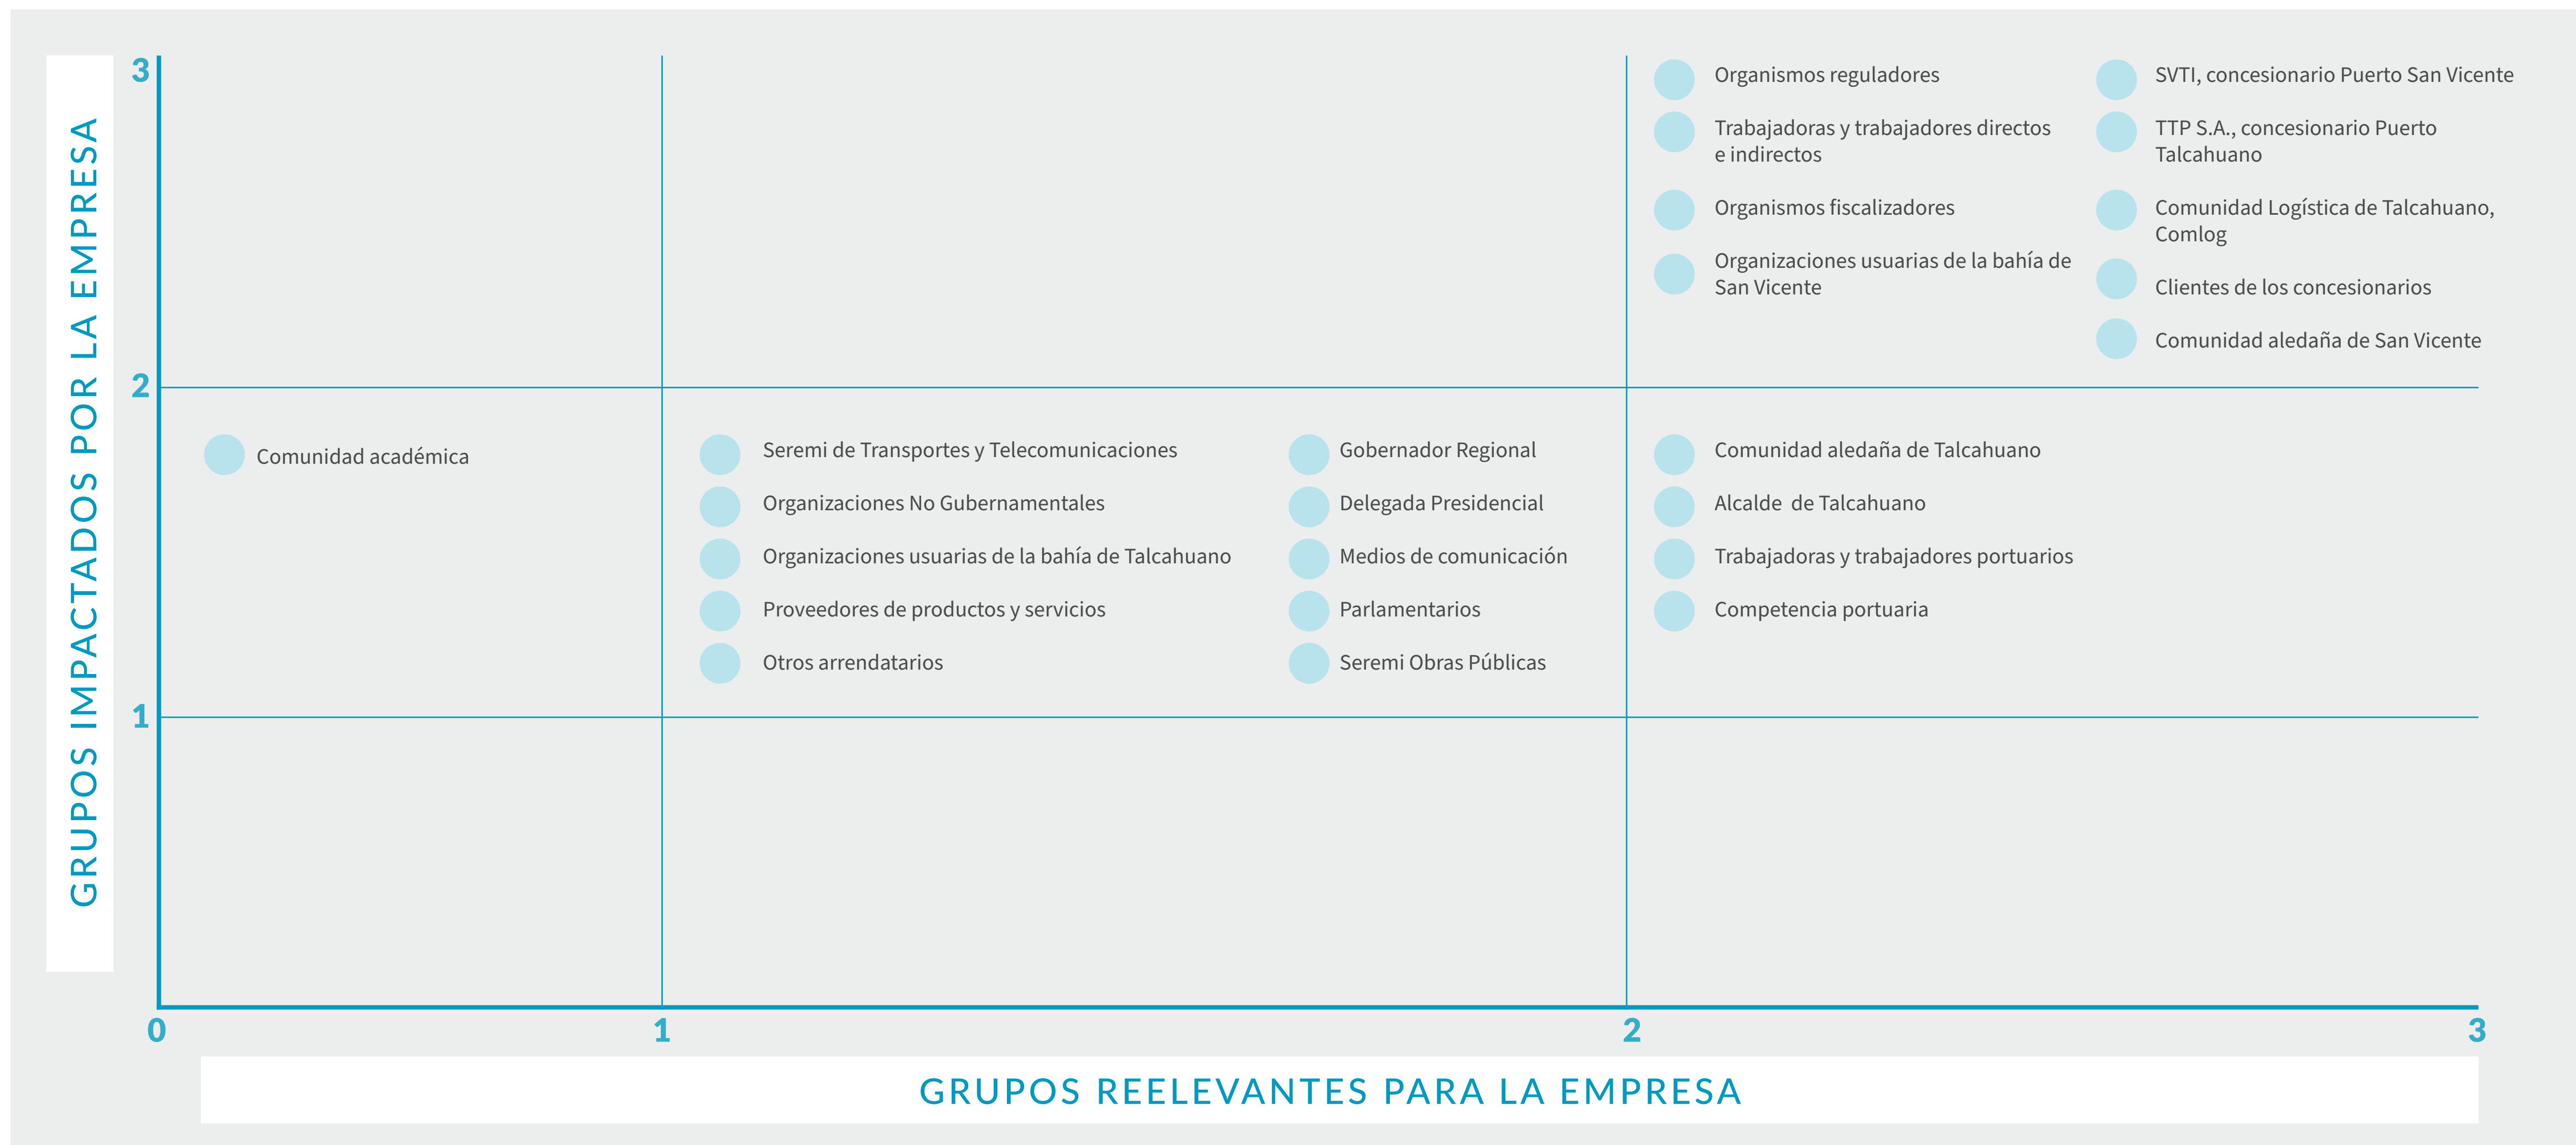 GRUPOS IMPACTADOS POR LA EMPRESA
3
2
1
Organismos reguladores
Trabajadoras y trabajadores directos
e indirectos
Organismos fiscalizadores
Organizaciones usuarias de la bahía de
San Vicente
SVTI, concesionario Puerto San Vicente
TTP S.A., concesionario Puerto
Talcahuano
Comunidad Logística de Talcahuano,
Comlog
Clientes de los concesionarios
Comunidad aledaña de San Vicente
Comunidad académica
Seremi de Transportes y Telecomunicaciones
Organizaciones No Gubernamentales
Organizaciones usuarias de la bahía de Talcahuano
Proveedores de productos y servicios
Otros arrendatarios
Gobernador Regional
Delegada Presidencial
Medios de comunicación
Parlamentarios
Seremi Obras Públicas
Comunidad aledaña de Talcahuano
Alcalde  de Talcahuano
Trabajadoras y trabajadores portuarios
Competencia portuaria
0
1
2
3
GRUPOS REELEVANTES PARA LA EMPRESA